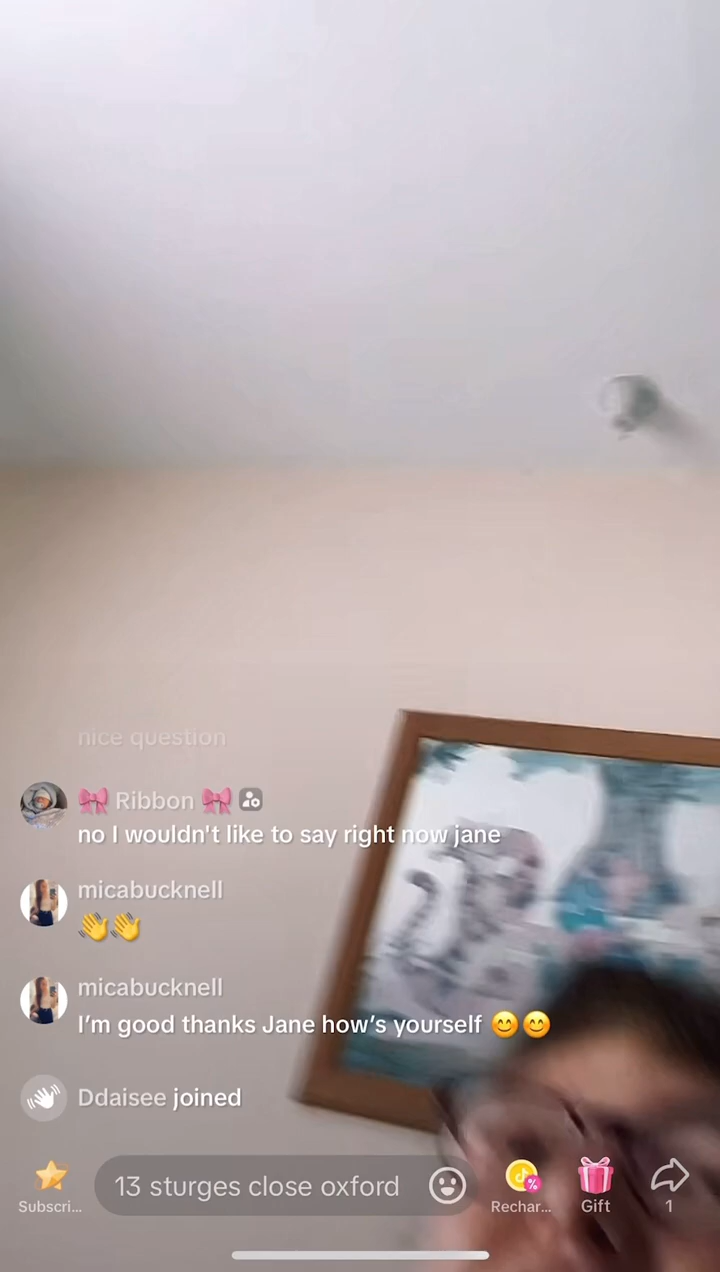 nice question
🎀 Ribbon 🎀
no I wouldn't like to say right now jane
micabucknell
👋👋
micabucknell
I'm good thanks Jane how's yourself 😊😊
Ddaisee joined
Subscri...
13 sturges close oxford
Rechar...
Gift
1